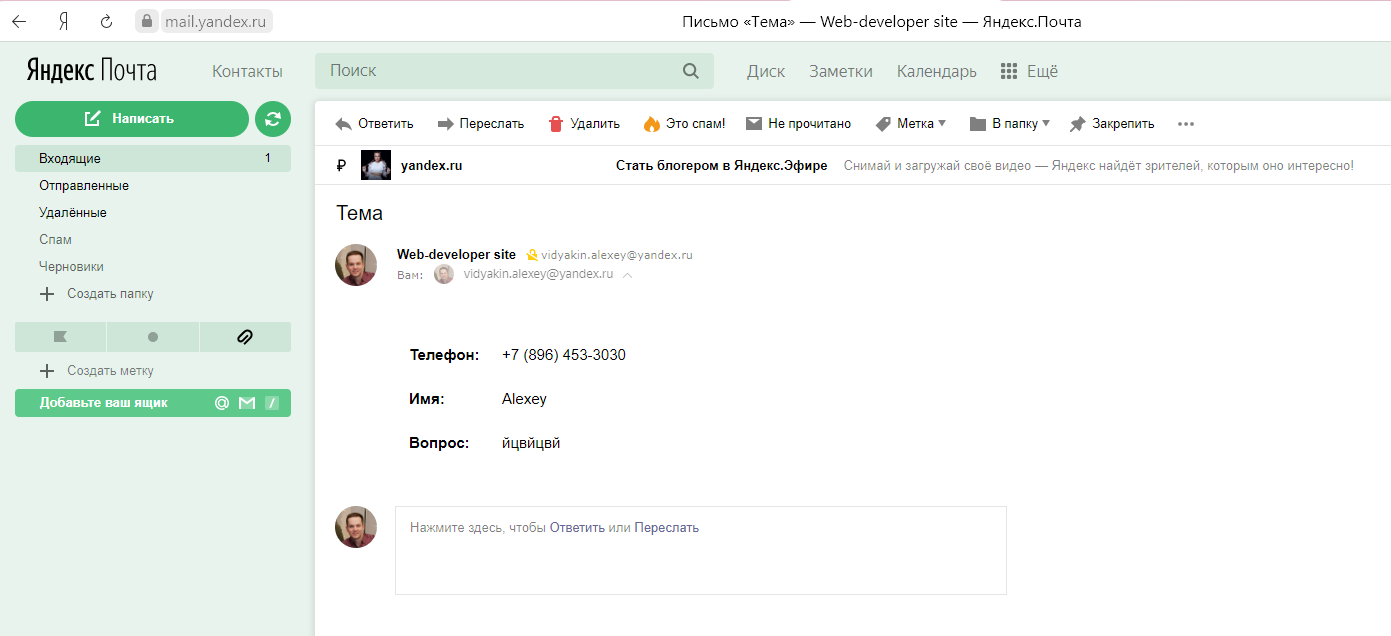 Я mail.yandex.ru Письмо «Тема» — Web-developer site — Яндекс.Почта
Яндекс Почта Контакты Поиск Диск Заметки Календарь Ещё
Написать
Ответить Переслать Удалить Это спам! Не прочитано Метка В папку Закрепить
Входящие 1
₽ yandex.ru Стать блогером в Яндекс.Эфире Снимай и загружай своё видео — Яндекс найдёт зрителей, которым оно интересно!
Отправленные
Удалённые
Спам
Черновики
Создать папку
Создать метку
Добавьте ваш ящик @ /
Тема
Web-developer site vidyakin.alexey@yandex.ru
Вам: vidyakin.alexey@yandex.ru
Телефон: +7 (896) 453-3030
Имя: Alexey
Вопрос: йцвйцвй
Нажмите здесь, чтобы Ответить или Переслать